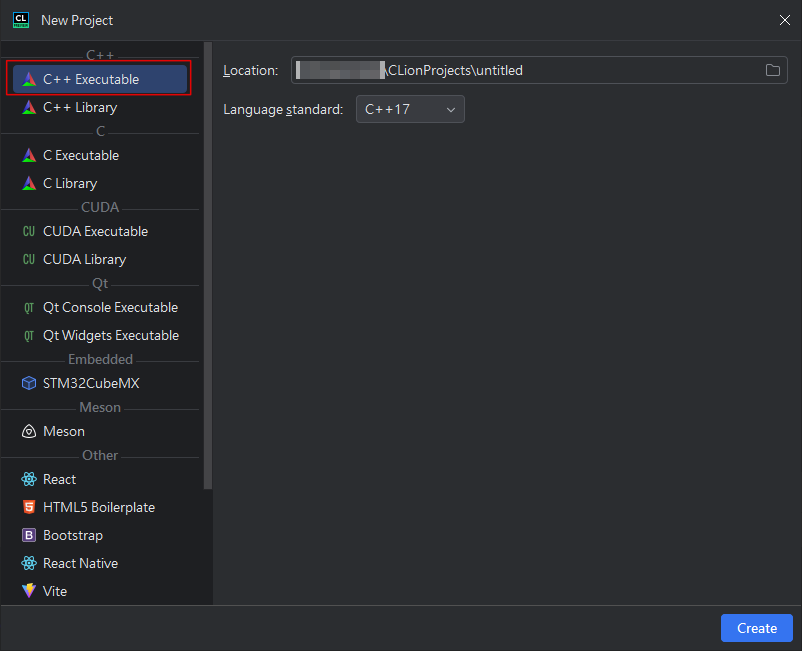 CL
New Project
C++
C++ Executable
C++ Library
C
C Executable
C Library
CUDA
CU CUDA Executable
CU CUDA Library
Qt
QT Qt Console Executable
QT Qt Widgets Executable
Embedded
STM32CubeMX
Meson
Meson
Other
React
5 HTML5 Boilerplate
B Bootstrap
React Native
Vite
Location: \CLionProjects\untitled
Language standard: C++17
Create